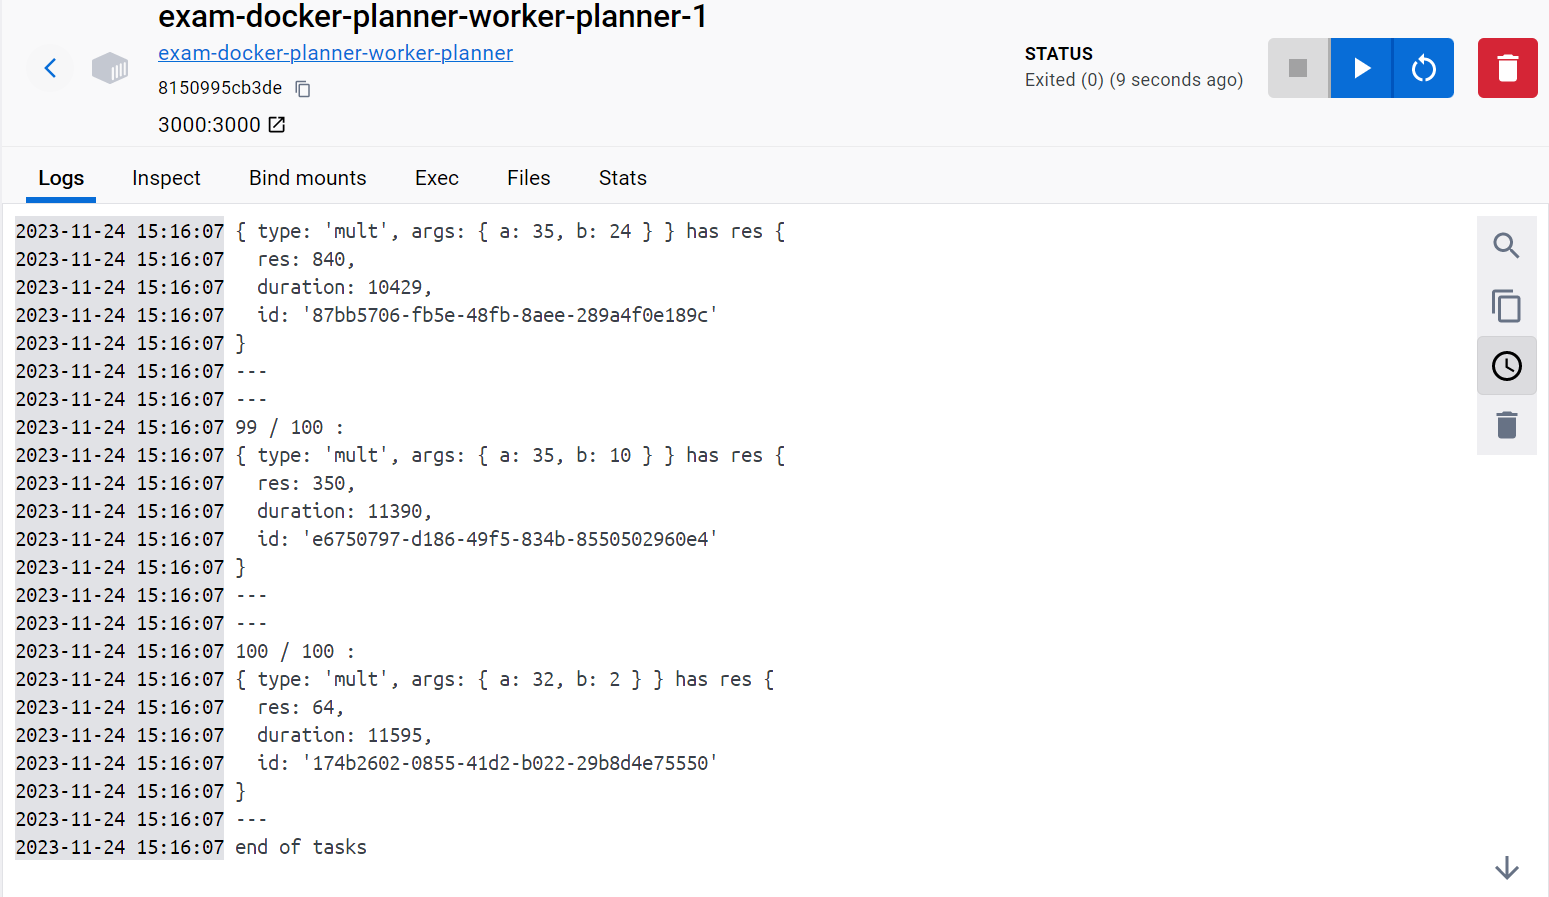 exam-docker-planner-worker-planner-1
exam-docker-planner-worker-planner
8150995cb3de
3000:3000
STATUS
Exited (0) (9 seconds ago)
Logs Inspect Bind mounts Exec Files Stats
2023-11-24 15:16:07 { type: 'mult', args: { a: 35, b: 24 } } has res {
2023-11-24 15:16:07   res: 840,
2023-11-24 15:16:07   duration: 10429,
2023-11-24 15:16:07   id: '87bb5706-fb5e-48fb-8aee-289a4f0e189c'
2023-11-24 15:16:07 }
2023-11-24 15:16:07 ---
2023-11-24 15:16:07 ---
2023-11-24 15:16:07 99 / 100 :
2023-11-24 15:16:07 { type: 'mult', args: { a: 35, b: 10 } } has res {
2023-11-24 15:16:07   res: 350,
2023-11-24 15:16:07   duration: 11390,
2023-11-24 15:16:07   id: 'e6750797-d186-49f5-834b-8550502960e4'
2023-11-24 15:16:07 }
2023-11-24 15:16:07 ---
2023-11-24 15:16:07 ---
2023-11-24 15:16:07 100 / 100 :
2023-11-24 15:16:07 { type: 'mult', args: { a: 32, b: 2 } } has res {
2023-11-24 15:16:07   res: 64,
2023-11-24 15:16:07   duration: 11595,
2023-11-24 15:16:07   id: '174b2602-0855-41d2-b022-29b8d4e75550'
2023-11-24 15:16:07 }
2023-11-24 15:16:07 ---
2023-11-24 15:16:07 end of tasks